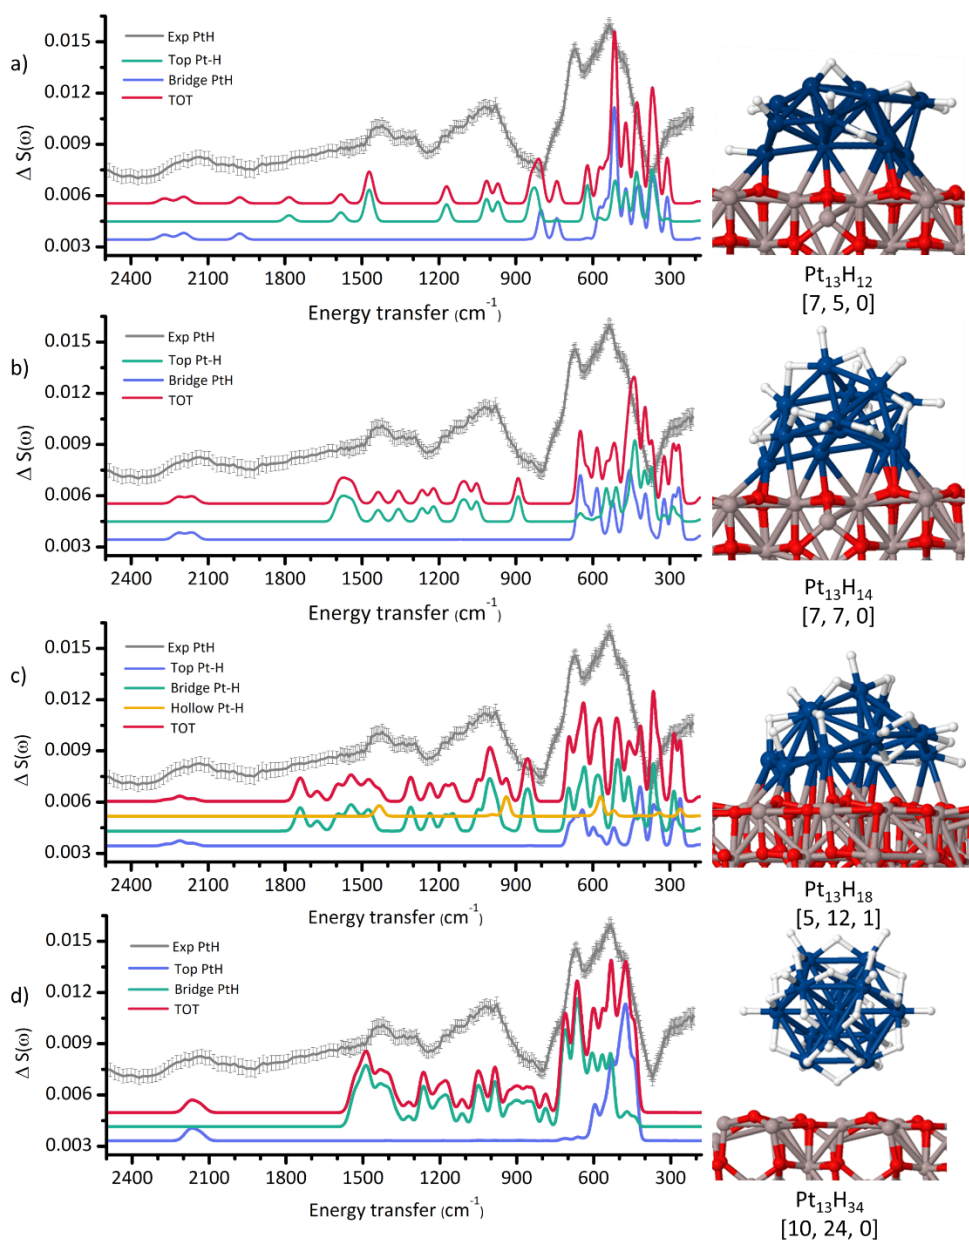 a)
0.015
0.012
0.009
0.006
0.003
Δ S(ω)
Exp PtH
Top Pt-H
Bridge PtH
TOT
2400 2100 1800 1500 1200 900 600 300
Energy transfer (cm⁻¹)
Pt₁₃H₁₂
[7, 5, 0]
b)
0.015
0.012
0.009
0.006
0.003
Δ S(ω)
Exp PtH
Top Pt-H
Bridge PtH
TOT
2400 2100 1800 1500 1200 900 600 300
Energy transfer (cm⁻¹)
Pt₁₃H₁₄
[7, 7, 0]
c)
0.015
0.012
0.009
0.006
0.003
Δ S(ω)
Exp PtH
Top Pt-H
Bridge Pt-H
Hollow Pt-H
TOT
2400 2100 1800 1500 1200 900 600 300
Energy transfer (cm⁻¹)
Pt₁₃H₁₈
[5, 12, 1]
d)
0.015
0.012
0.009
0.006
0.003
Δ S(ω)
Exp PtH
Top PtH
Bridge PtH
TOT
2400 2100 1800 1500 1200 900 600 300
Energy transfer (cm⁻¹)
Pt₁₃H₃₄
[10, 24, 0]